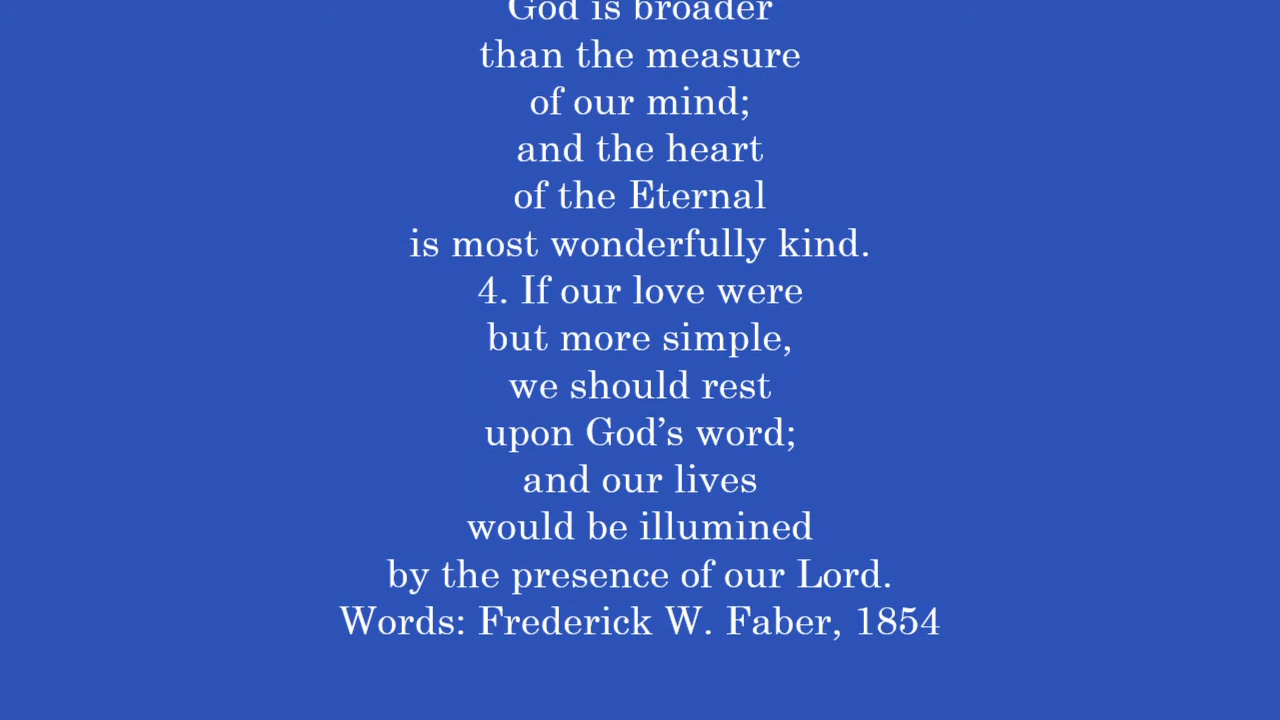 God is broader
than the measure
of our mind;
and the heart
of the Eternal
is most wonderfully kind.
4. If our love were
but more simple,
we should rest
upon God’s word;
and our lives
would be illumined
by the presence of our Lord.
Words: Frederick W. Faber, 1854